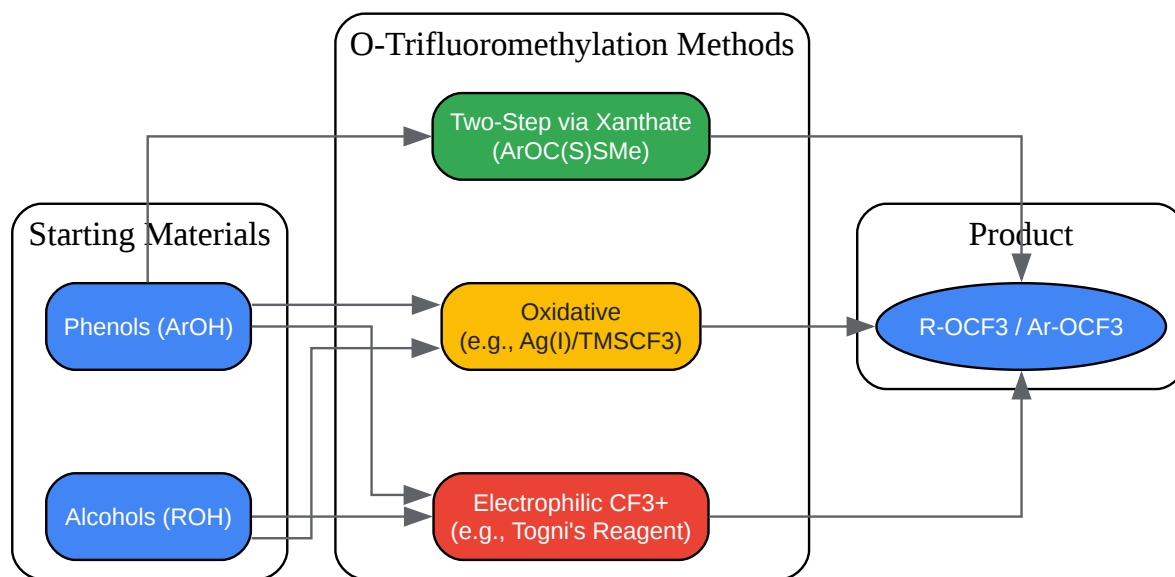 O-Trifluoromethylation Methods
Two-Step via Xanthate
(ArOC(S)SMe)
Starting Materials
Product
Phenols (ArOH)
Oxidative
(e.g., Ag(I)/TMSCF3)
R-OCF3 / Ar-OCF3
Alcohols (ROH)
Electrophilic CF3+
(e.g., Togni's Reagent)